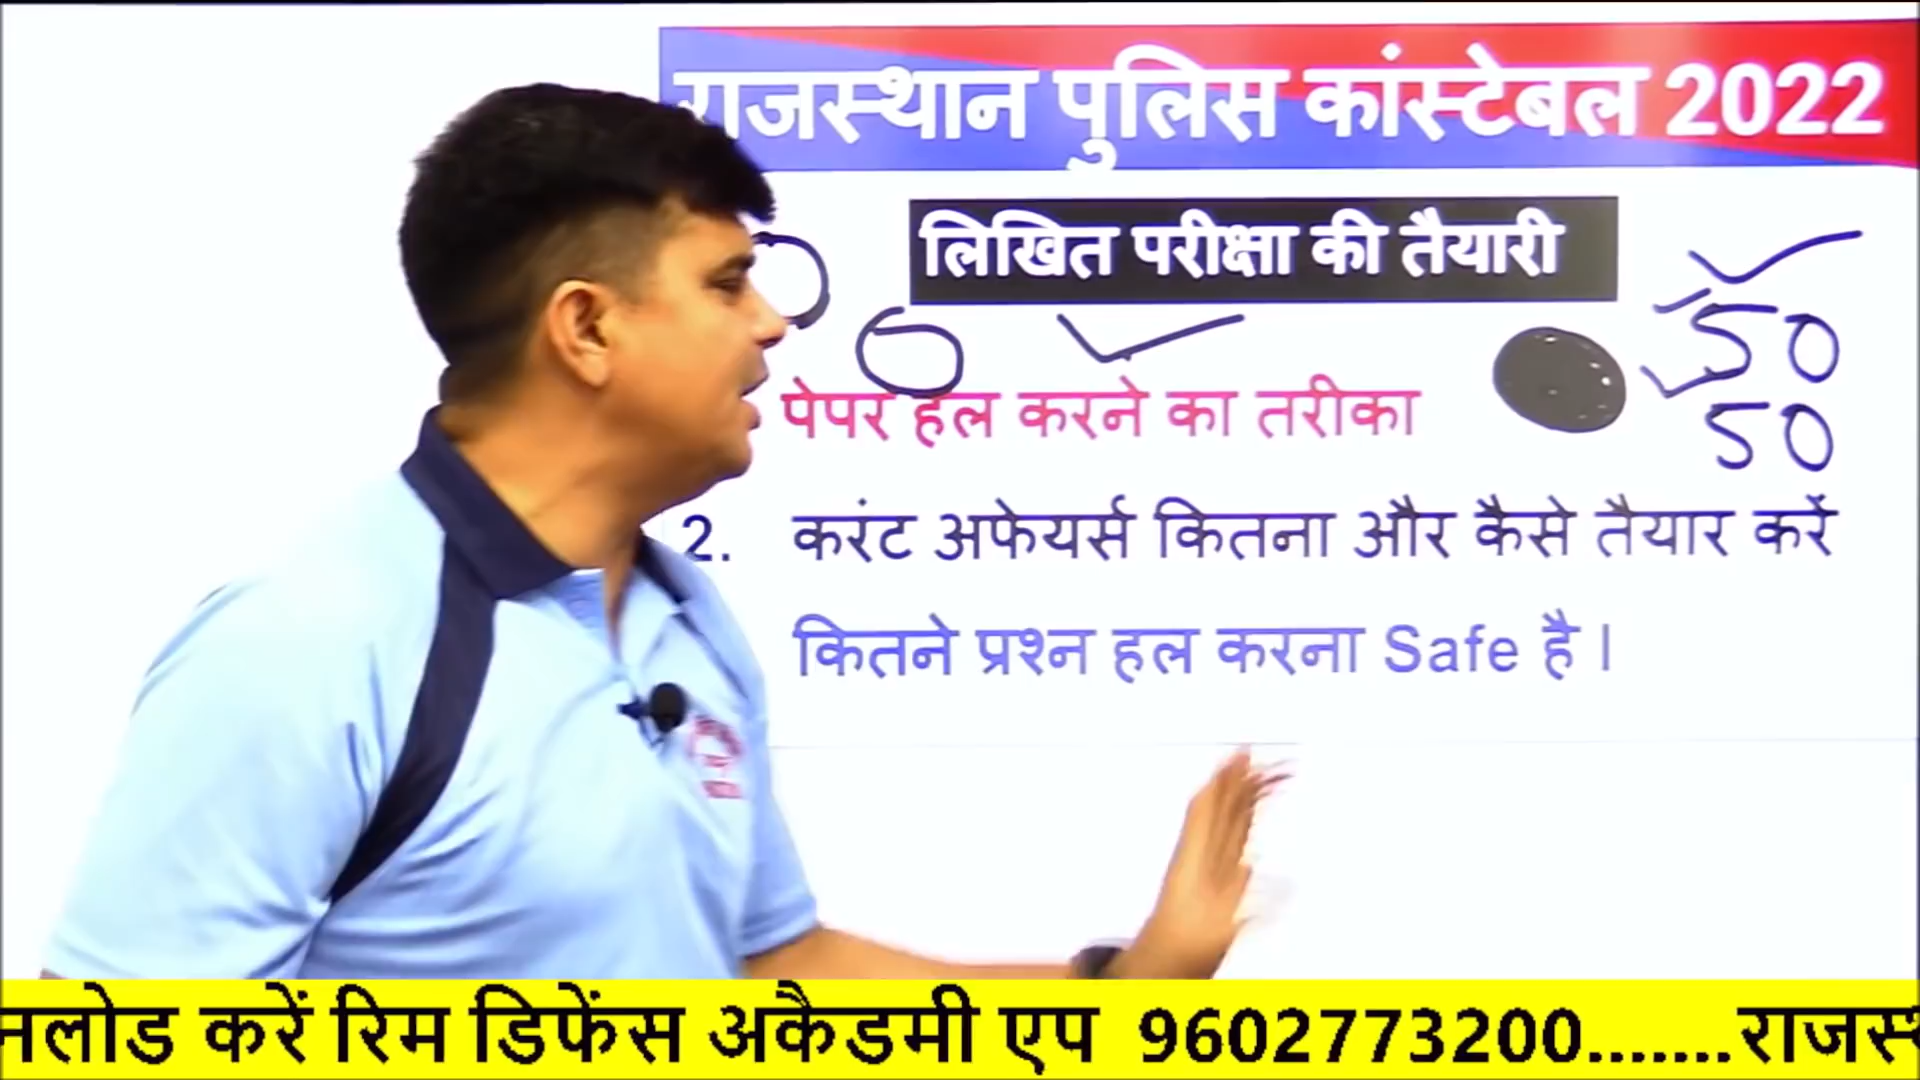 राजस्थान पुलिस कांस्टेबल 2022
लिखित परीक्षा की तैयारी
50
पेपर हल करने का तरीका
50
2. करंट अफेयर्स कितना और कैसे तैयार करें
कितने प्रश्न हल करना Safe है ।
नलोड करें रिम डिफेंस अकैडमी एप 9602773200.......राजस्थ